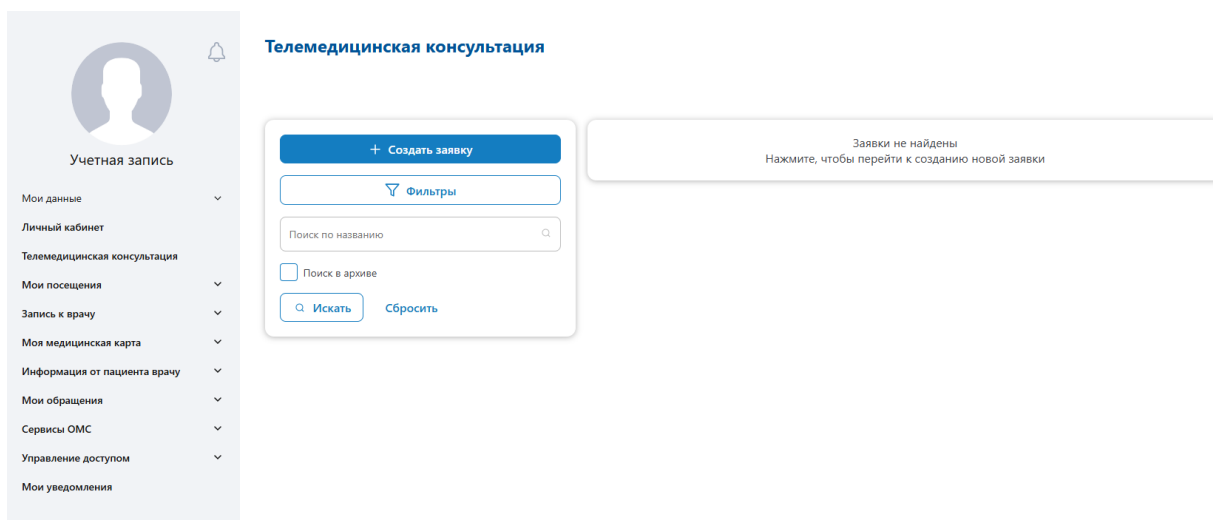 Учетная запись
Мои данные
Личный кабинет
Телемедицинская консультация
Мои посещения
Запись к врачу
Моя медицинская карта
Информация от пациента врачу
Мои обращения
Сервисы ОМС
Управление доступом
Мои уведомления
Телемедицинская консультация
+ Создать заявку
Фильтры
Поиск по названию
Поиск в архиве
Искать Сбросить
Заявки не найдены
Нажмите, чтобы перейти к созданию новой заявки